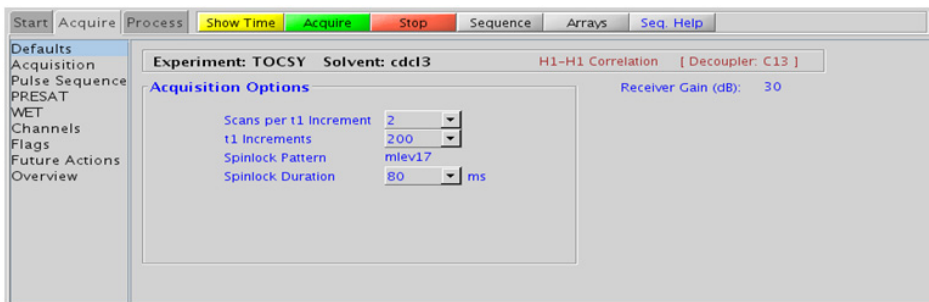 Start Acquire Process Show Time Acquire Stop Sequence Arrays Seq. Help
Defaults
Acquisition
Pulse Sequence
PRESAT
WET
Channels
Flags
Future Actions
Overview
Experiment: TOCSY Solvent: cdcl3 H1-H1 Correlation [ Decoupler: C13 ]
Acquisition Options Receiver Gain (dB): 30
Scans per t1 Increment 2
t1 Increments 200
Spinlock Pattern mlev17
Spinlock Duration 80 ms